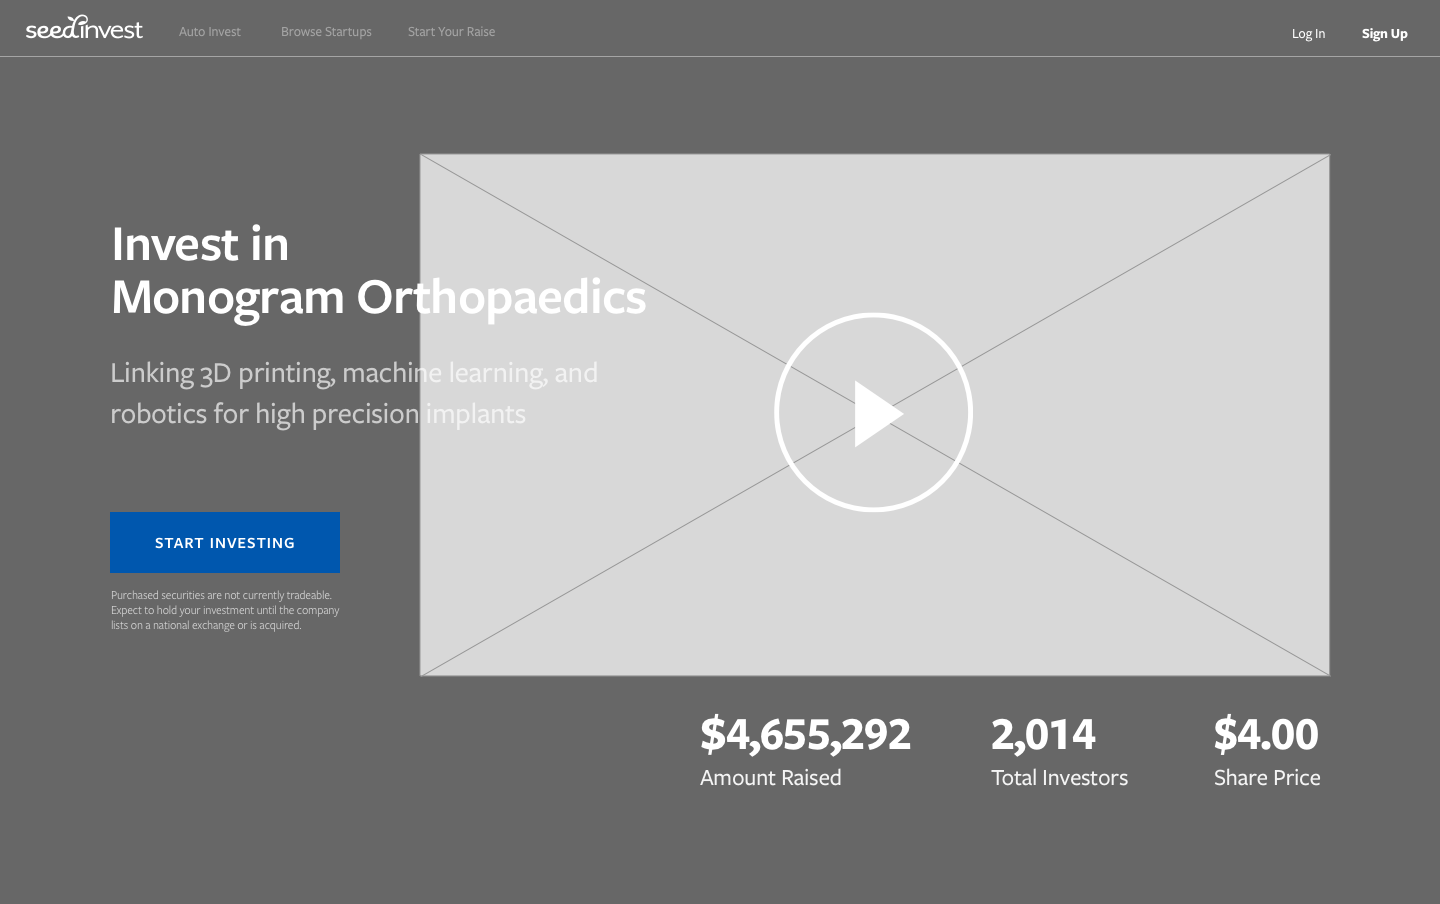 seedinvest
Auto Invest
Browse Startups
Start Your Raise
Log In
Sign Up
Invest in
Monogram Orthopaedics
Linking 3D printing, machine learning, and
robotics for high precision implants
START INVESTING
Purchased securities are not currently tradeable.
Expect to hold your investment until the company
lists on a national exchange or is acquired.
$4,655,292
Amount Raised
2,014
Total Investors
$4.00
Share Price